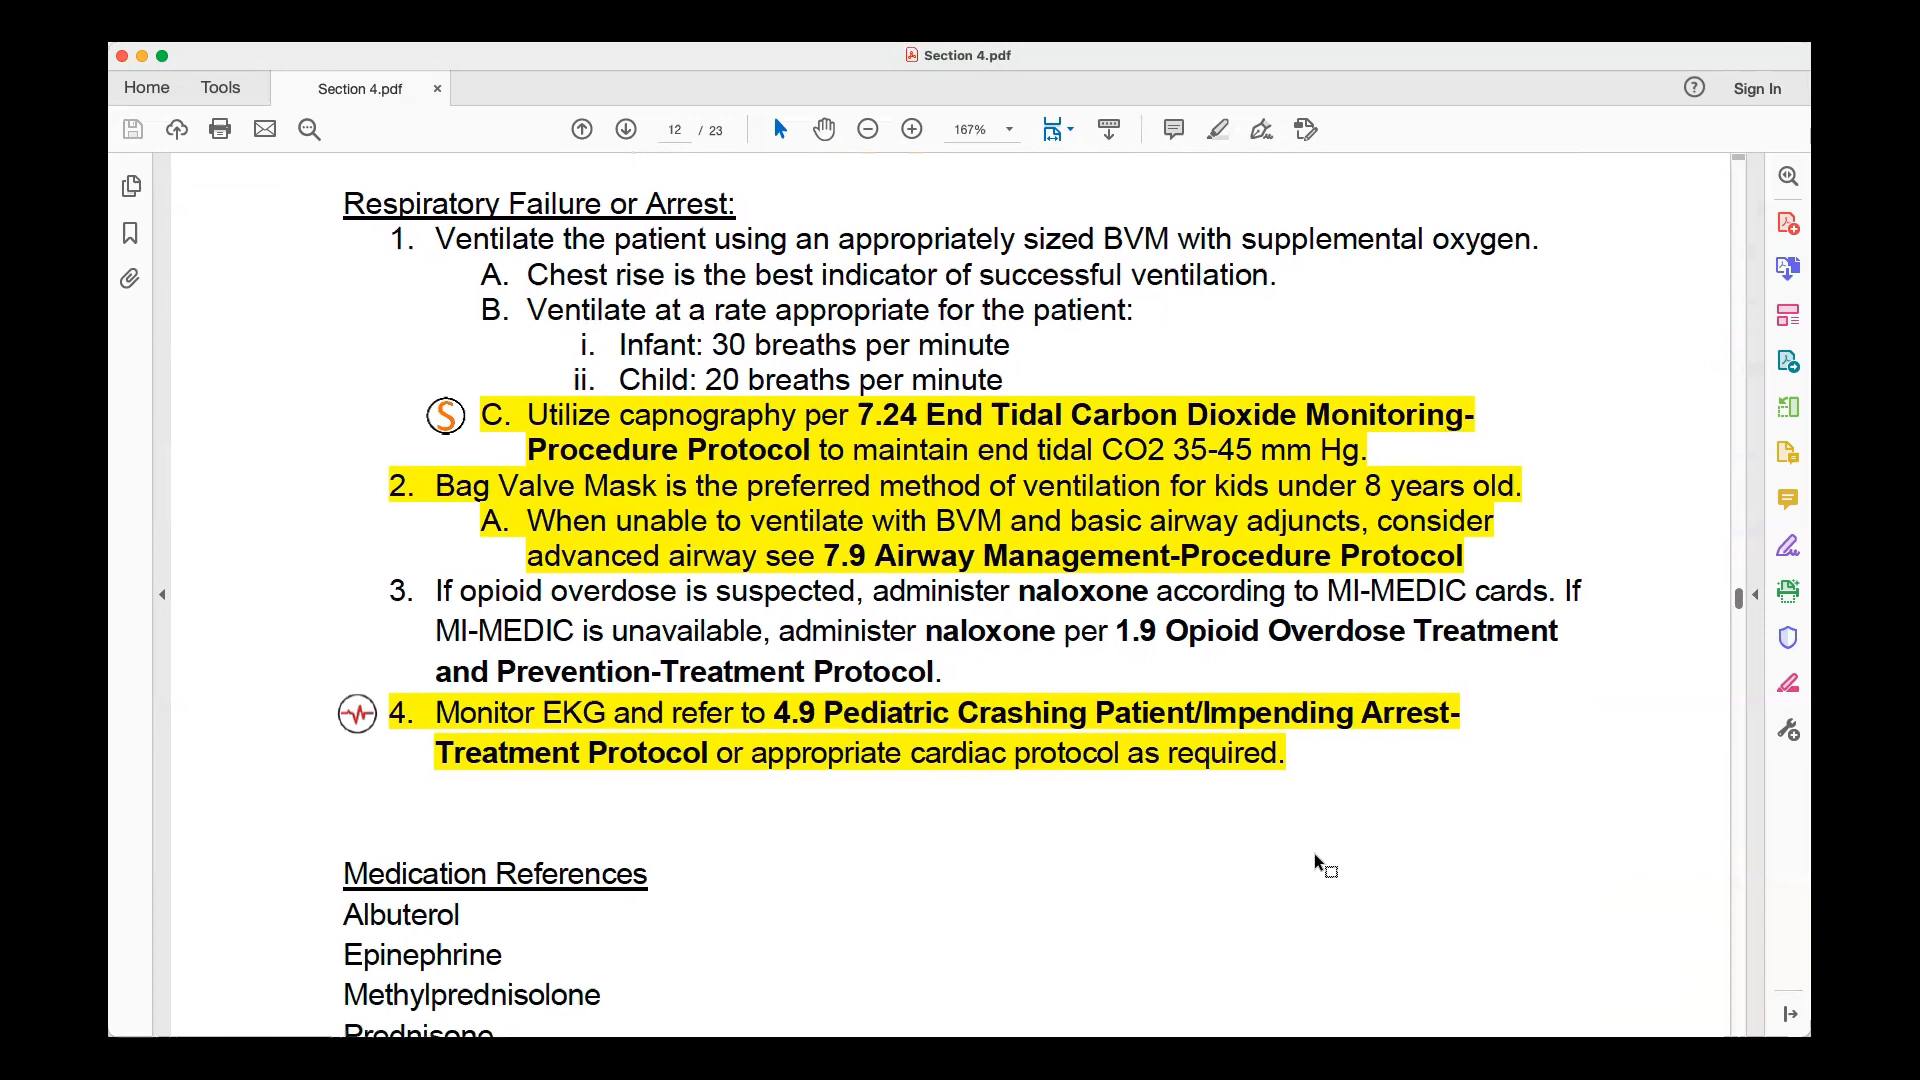 Section 4.pdf
Home Tools Section 4.pdf × ? Sign In
12 / 23 167%
Respiratory Failure or Arrest:
1. Ventilate the patient using an appropriately sized BVM with supplemental oxygen.
A. Chest rise is the best indicator of successful ventilation.
B. Ventilate at a rate appropriate for the patient:
i. Infant: 30 breaths per minute
ii. Child: 20 breaths per minute
S C. Utilize capnography per 7.24 End Tidal Carbon Dioxide Monitoring-
Procedure Protocol to maintain end tidal CO2 35-45 mm Hg.
2. Bag Valve Mask is the preferred method of ventilation for kids under 8 years old.
A. When unable to ventilate with BVM and basic airway adjuncts, consider
advanced airway see 7.9 Airway Management-Procedure Protocol
3. If opioid overdose is suspected, administer naloxone according to MI-MEDIC cards. If
MI-MEDIC is unavailable, administer naloxone per 1.9 Opioid Overdose Treatment
and Prevention-Treatment Protocol.
4. Monitor EKG and refer to 4.9 Pediatric Crashing Patient/Impending Arrest-
Treatment Protocol or appropriate cardiac protocol as required.
Medication References
Albuterol
Epinephrine
Methylprednisolone
Prednisone